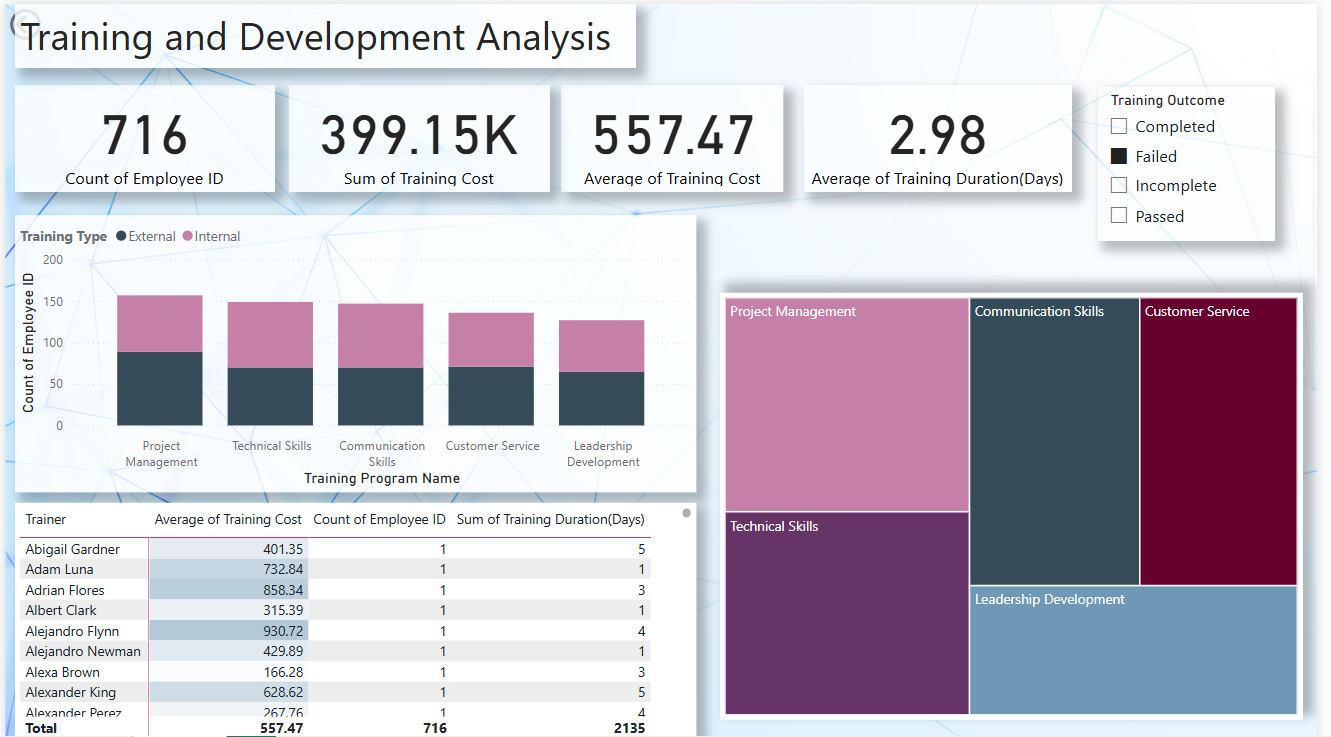 Training and Development Analysis
716
Count of Employee ID
399.15K
Sum of Training Cost
557.47
Average of Training Cost
2.98
Average of Training Duration(Days)
Training Outcome
Completed
Failed
Incomplete
Passed
Training Type External Internal
200
150
100
50
0
Count of Employee ID
Project
Management
Technical Skills
Communication
Skills
Customer Service
Leadership
Development
Training Program Name
Project Management
Communication Skills
Customer Service
Technical Skills
Leadership Development
Trainer Average of Training Cost Count of Employee ID Sum of Training Duration(Days)
Abigail Gardner 401.35 1 5
Adam Luna 732.84 1 1
Adrian Flores 858.34 1 3
Albert Clark 315.39 1 1
Alejandro Flynn 930.72 1 4
Alejandro Newman 429.89 1 1
Alexa Brown 166.28 1 3
Alexander King 628.62 1 5
Alexander Perez 267.76 1 4
Total 557.47 716 2135